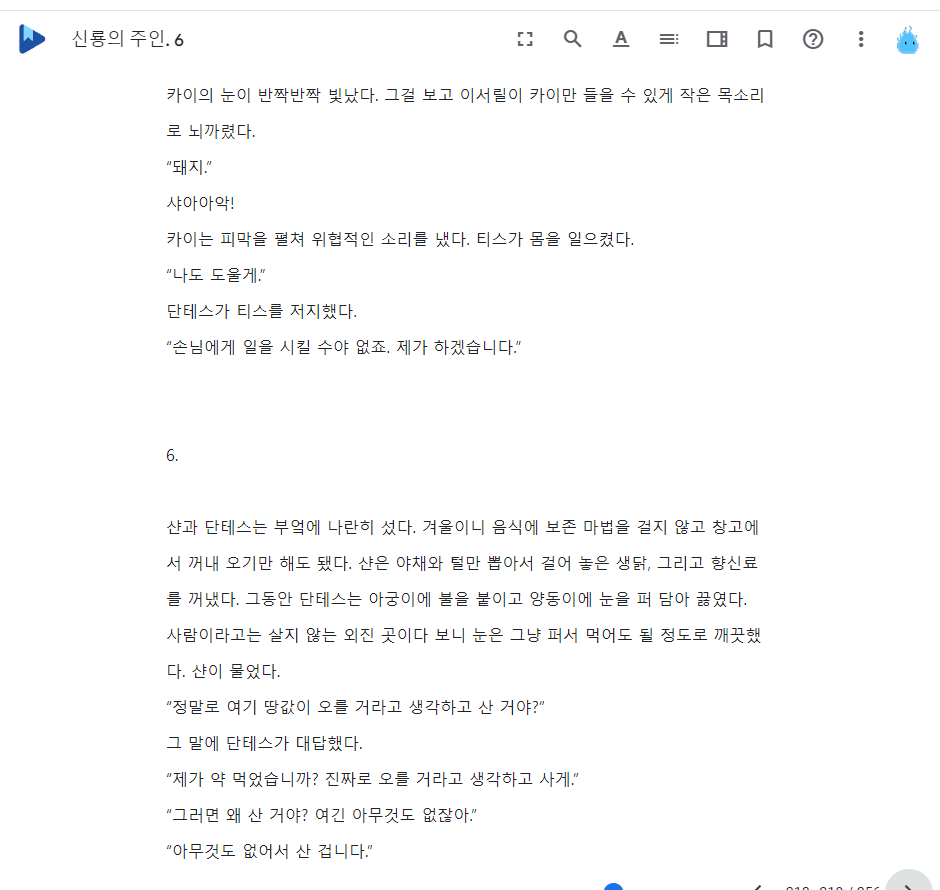 신룡의 주인. 6
카이의 눈이 반짝반짝 빛났다. 그걸 보고 이서릴이 카이만 들을 수 있게 작은 목소리
로 뇌까렸다.
“돼지.”
샤아아악!
카이는 피막을 펼쳐 위협적인 소리를 냈다. 티스가 몸을 일으켰다.
“나도 도울게.”
단테스가 티스를 저지했다.
“손님에게 일을 시킬 수야 없죠. 제가 하겠습니다.”
6.
샨과 단테스는 부엌에 나란히 섰다. 겨울이니 음식에 보존 마법을 걸지 않고 창고에
서 꺼내 오기만 해도 됐다. 샨은 야채와 털만 뽑아서 걸어 놓은 생닭, 그리고 향신료
를 꺼냈다. 그동안 단테스는 아궁이에 불을 붙이고 양동이에 눈을 퍼 담아 끓였다.
사람이라고는 살지 않는 외진 곳이다 보니 눈은 그냥 퍼서 먹어도 될 정도로 깨끗했
다. 샨이 물었다.
“정말로 여기 땅값이 오를 거라고 생각하고 산 거야?”
그 말에 단테스가 대답했다.
“제가 약 먹었습니까? 진짜로 오를 거라고 생각하고 사게.”
“그러면 왜 산 거야? 여긴 아무것도 없잖아.”
“아무것도 없어서 산 겁니다.”